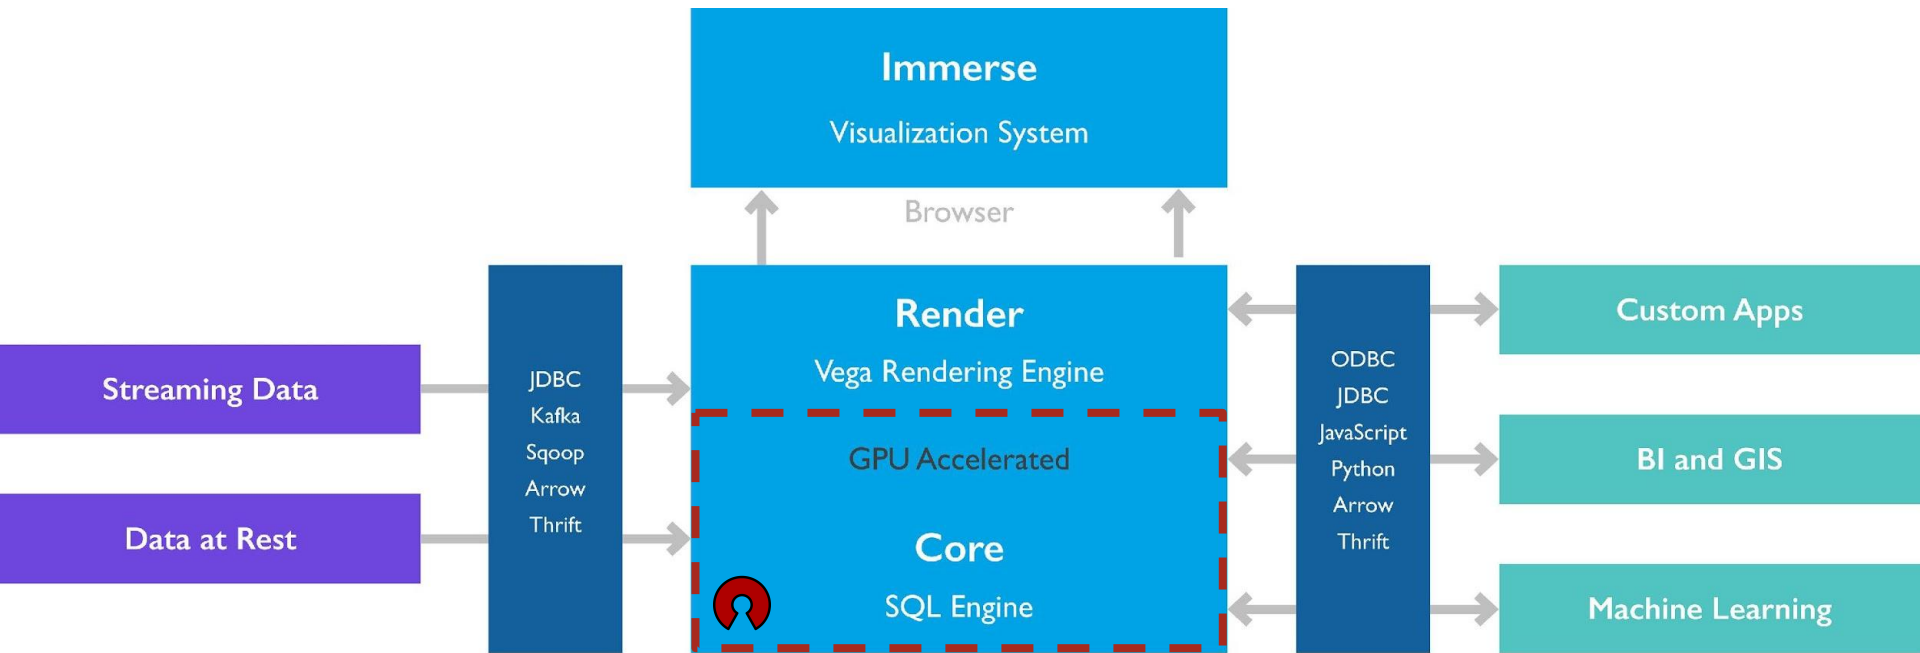 Immerse
Visualization System
Browser
Streaming Data
Data at Rest
JDBC
Kafka
Sqoop
Arrow
Thrift
Render
Vega Rendering Engine
GPU Accelerated
Core
SQL Engine
ODBC
JDBC
JavaScript
Python
Arrow
Thrift
Custom Apps
BI and GIS
Machine Learning